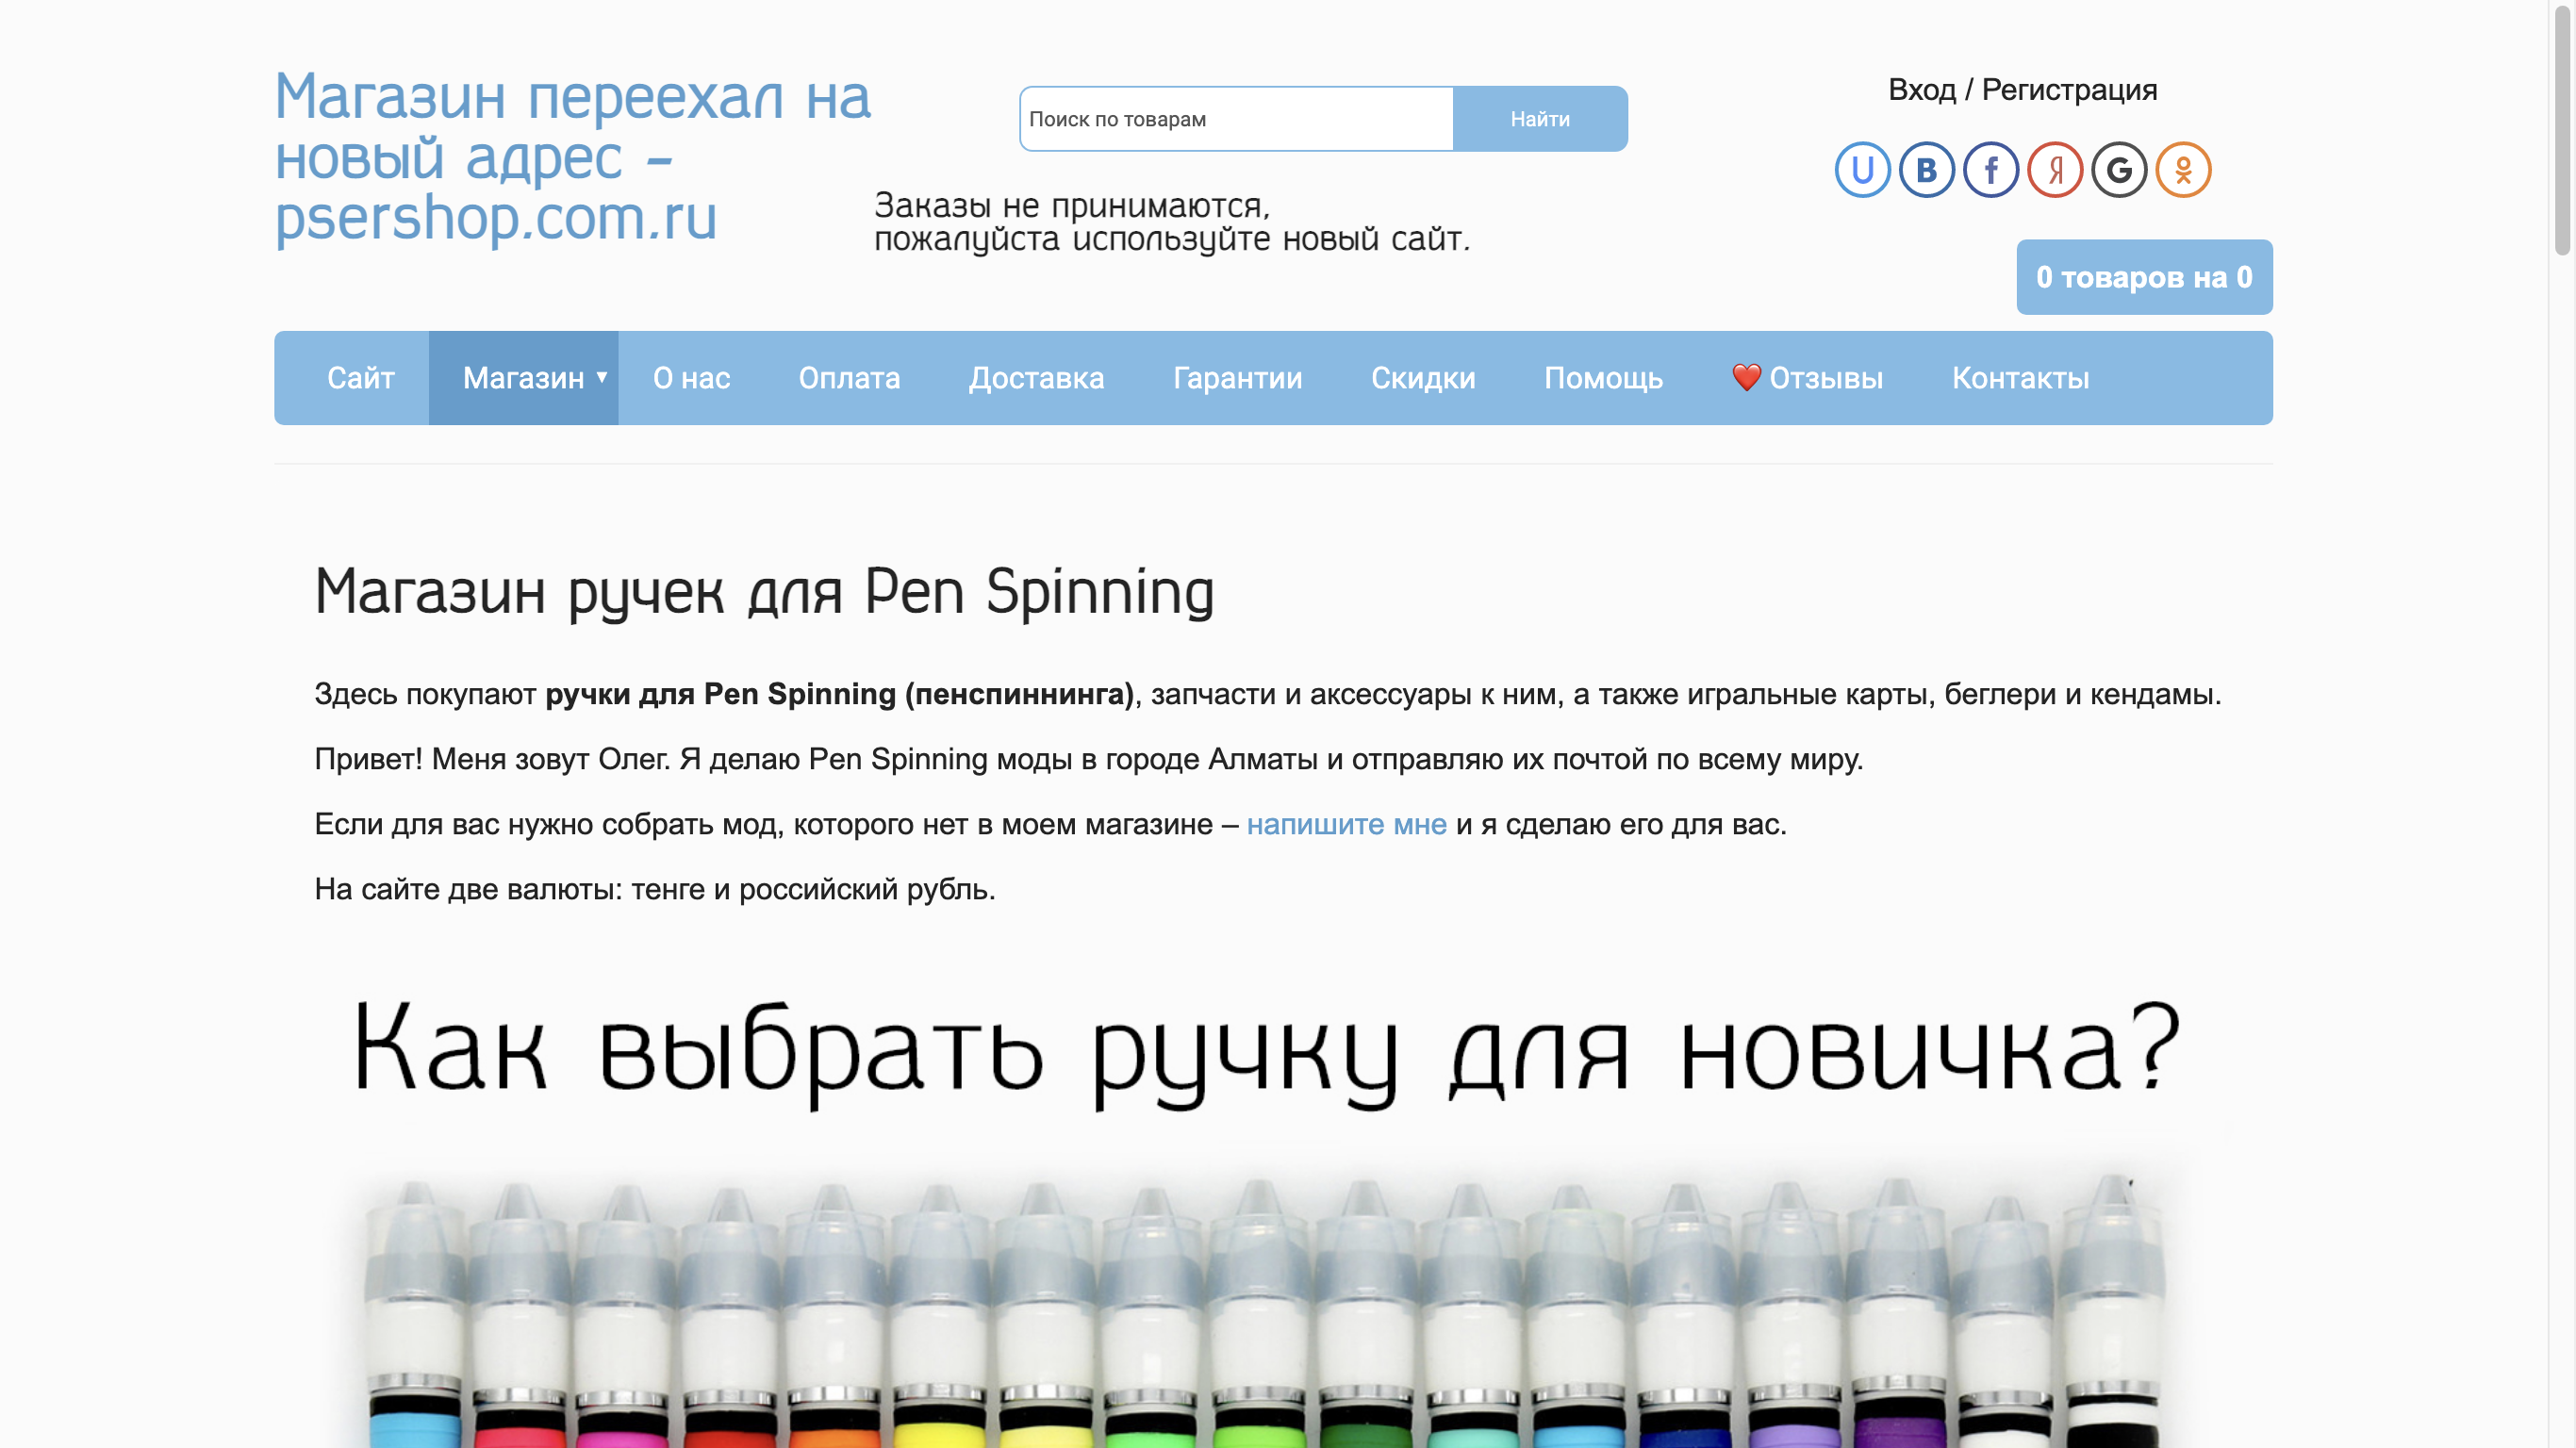 Магазин переехал на
новый адрес -
psershop.com.ru
Поиск по товарам
Найти
Заказы не принимаются,
пожалуйста используйте новый сайт.
Вход / Регистрация
0 товаров на 0
Сайт
Магазин ▼
О нас
Оплата
Доставка
Гарантии
Скидки
Помощь
❤️ Отзывы
Контакты
Магазин ручек для Pen Spinning
Здесь покупают ручки для Pen Spinning (пенспиннинга), запчасти и аксессуары к ним, а также игральные карты, беглери и кендамы.
Привет! Меня зовут Олег. Я делаю Pen Spinning моды в городе Алматы и отправляю их почтой по всему миру.
Если для вас нужно собрать мод, которого нет в моем магазине – напишите мне и я сделаю его для вас.
На сайте две валюты: тенге и российский рубль.
Как выбрать ручку для новичка?